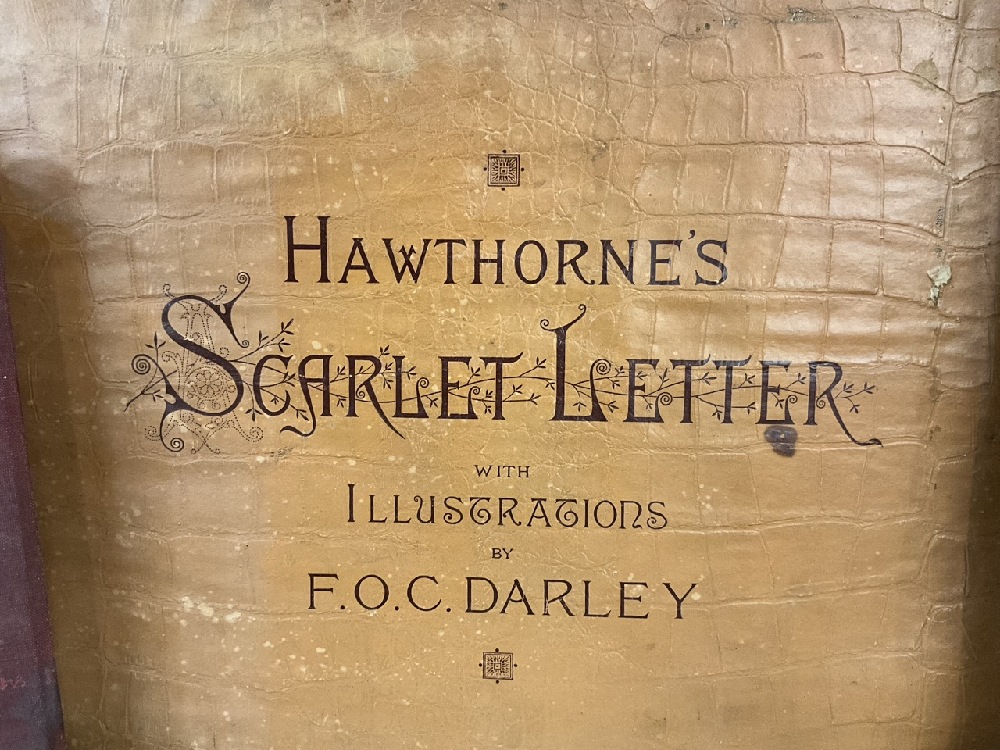 HAWTHORNE'S
SCARLET LETTER
WITH
ILLUSTRATIONS
BY
F.O.C. DARLEY